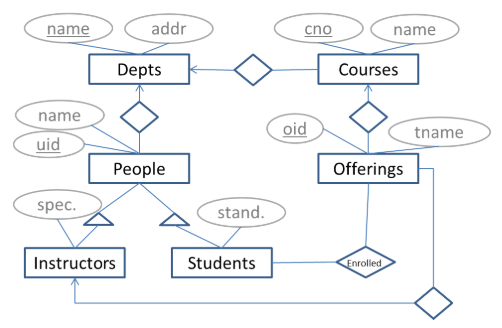 name
addr
cno
name
Depts
Courses
name
uid
oid
tname
People
Offerings
spec.
stand.
Instructors
Students
Enrolled